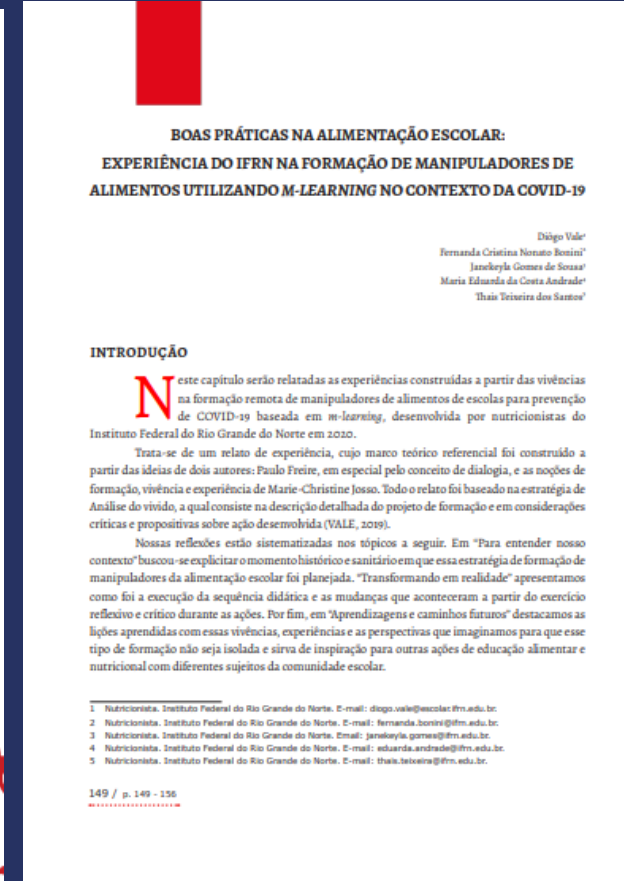 BOAS PRÁTICAS NA ALIMENTAÇÃO ESCOLAR:
EXPERIÊNCIA DO IFRN NA FORMAÇÃO DE MANIPULADORES DE
ALIMENTOS UTILIZANDO M-LEARNING NO CONTEXTO DA COVID-19
Diôgo Vale¹
Fernanda Cristina Nonato Bonini²
Janekeyla Gomes de Sousa³
Maria Eduarda da Costa Andrade⁴
Thais Teixeira dos Santos⁵
INTRODUÇÃO
Neste capítulo serão relatadas as experiências construídas a partir das vivências
na formação remota de manipuladores de alimentos de escolas para prevenção
de COVID-19 baseada em m-learning, desenvolvida por nutricionistas do
Instituto Federal do Rio Grande do Norte em 2020.
Trata-se de um relato de experiência, cujo marco teórico referencial foi construído a
partir das ideias de dois autores: Paulo Freire, em especial pelo conceito de dialogia, e as noções de
formação, vivência e experiência de Marie-Christine Josso. Todo o relato foi baseado na estratégia de
Análise do vivido, a qual consiste na descrição detalhada do projeto de formação e em considerações
críticas e propositivas sobre ação desenvolvida (VALE, 2019).
Nossas reflexões estão sistematizadas nos tópicos a seguir. Em “Para entender nosso
contexto” buscou-se explicitar o momento histórico e sanitário em que essa estratégia de formação de
manipuladores da alimentação escolar foi planejada. “Transformando em realidade” apresentamos
como foi a execução da sequência didática e as mudanças que aconteceram a partir do exercício
reflexivo e crítico durante as ações. Por fim, em “Aprendizagens e caminhos futuros” destacamos as
lições aprendidas com essas vivências, experiências e as perspectivas que imaginamos para que esse
tipo de formação não seja isolada e sirva de inspiração para outras ações de educação alimentar e
nutricional com diferentes sujeitos da comunidade escolar.
1 Nutricionista. Instituto Federal do Rio Grande do Norte. E-mail: diogo.vale@escolar.ifrn.edu.br.
2 Nutricionista. Instituto Federal do Rio Grande do Norte. E-mail: fernanda.bonini@ifrn.edu.br.
3 Nutricionista. Instituto Federal do Rio Grande do Norte. Email: janekeyla.gomes@ifrn.edu.br.
4 Nutricionista. Instituto Federal do Rio Grande do Norte. E-mail: eduarda.andrade@ifrn.edu.br.
5 Nutricionista. Instituto Federal do Rio Grande do Norte. E-mail: thais.teixeira@ifrn.edu.br.
149 / p. 149 - 156